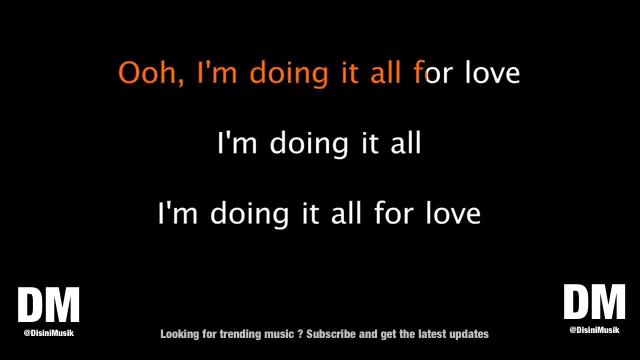 Ooh, I'm doing it all for love
I'm doing it all
I'm doing it all for love
DM
@DisiniMusik
DM
@DisiniMusik
Looking for trending music ? Subscribe and get the latest updates